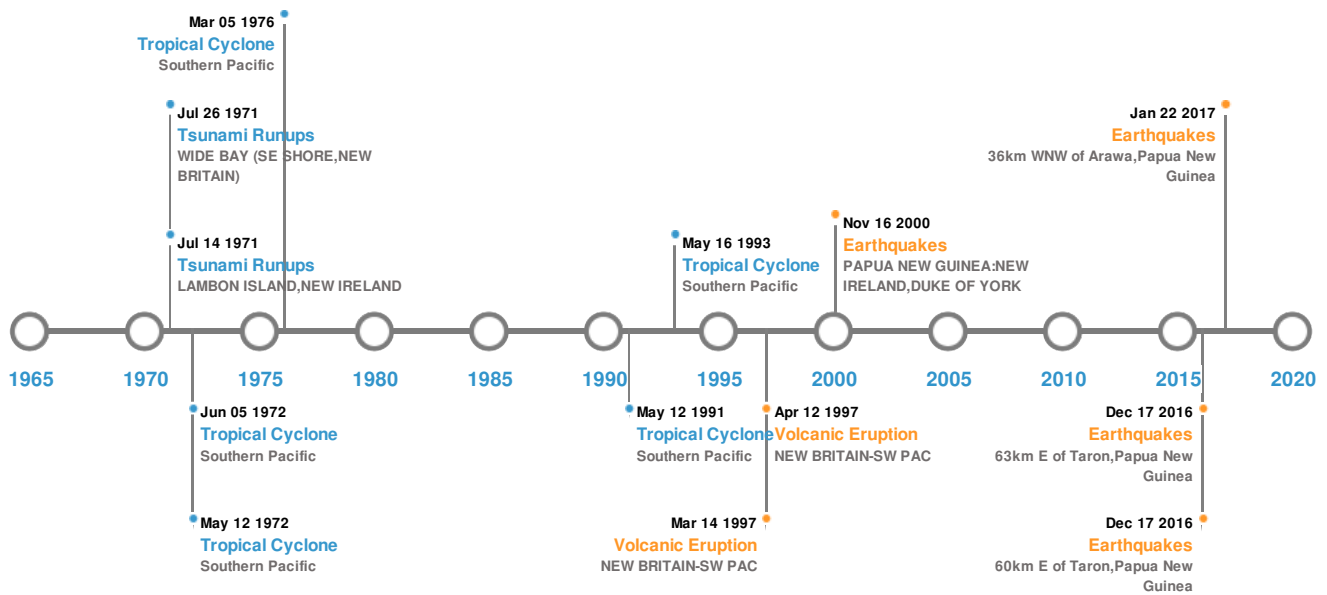 Mar 05 1976
Tropical Cyclone
Southern Pacific
Jul 26 1971
Tsunami Runups
WIDE BAY (SE SHORE,NEW
BRITAIN)
Jul 14 1971
Tsunami Runups
LAMBON ISLAND,NEW IRELAND
May 16 1993
Tropical Cyclone
Southern Pacific
Nov 16 2000
Earthquakes
PAPUA NEW GUINEA:NEW
IRELAND,DUKE OF YORK
Jan 22 2017
Earthquakes
36km WNW of Arawa,Papua New
Guinea
1965 1970 1975 1980 1985 1990 1995 2000 2005 2010 2015 2020
Jun 05 1972
Tropical Cyclone
Southern Pacific
May 12 1972
Tropical Cyclone
Southern Pacific
May 12 1991
Tropical Cyclone
Southern Pacific
Apr 12 1997
Volcanic Eruption
NEW BRITAIN-SW PAC
Mar 14 1997
Volcanic Eruption
NEW BRITAIN-SW PAC
Dec 17 2016
Earthquakes
63km E of Taron,Papua New
Guinea
Dec 17 2016
Earthquakes
60km E of Taron,Papua New
Guinea